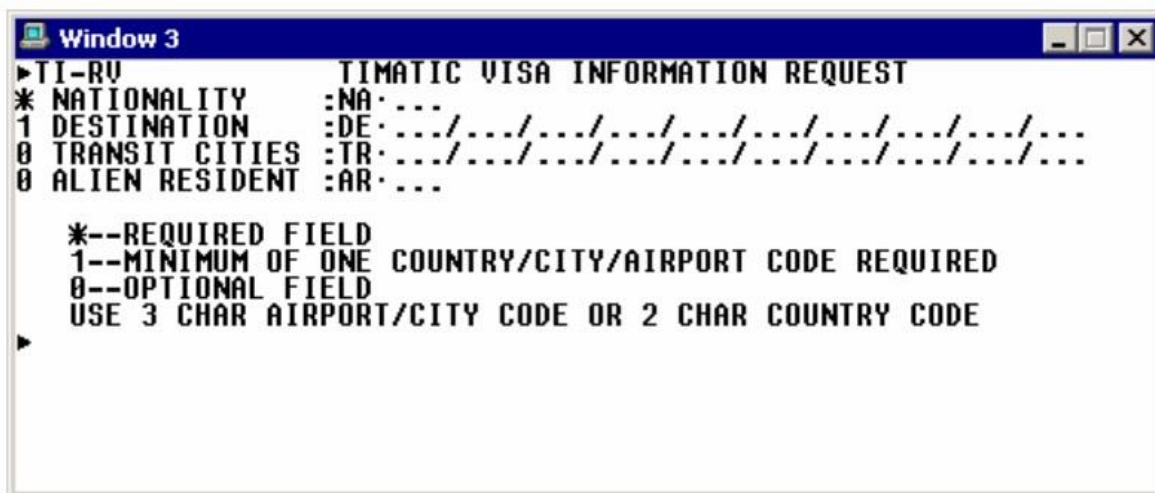 Window 3
►TI-RV TIMATIC VISA INFORMATION REQUEST
* NATIONALITY :NA·...
1 DESTINATION :DE·.../.../.../.../.../.../.../.../...
0 TRANSIT CITIES :TR·.../.../.../.../.../.../.../.../...
0 ALIEN RESIDENT :AR·...
*--REQUIRED FIELD
1--MINIMUM OF ONE COUNTRY/CITY/AIRPORT CODE REQUIRED
0--OPTIONAL FIELD
USE 3 CHAR AIRPORT/CITY CODE OR 2 CHAR COUNTRY CODE
►